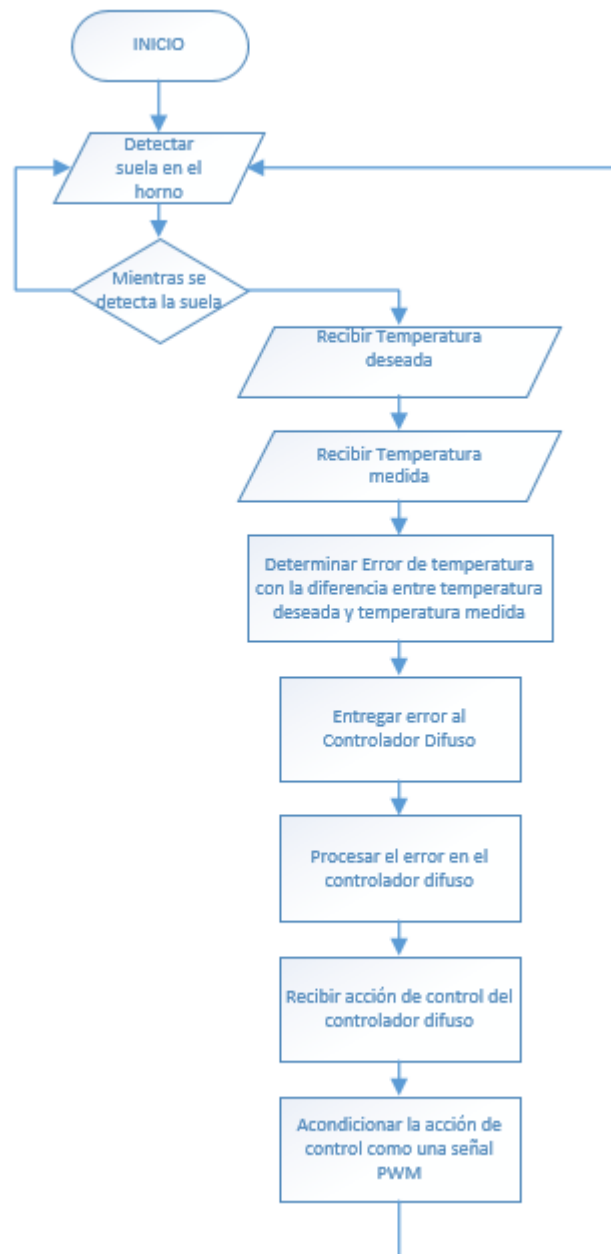 INICIO
Detectar
suela en el
horno
Mientras se
detecta la suela
Recibir Temperatura
deseada
Recibir Temperatura
medida
Determinar Error de temperatura
con la diferencia entre temperatura
deseada y temperatura medida
Entregar error al
Controlador Difuso
Procesar el error en el
controlador difuso
Recibir acción de control del
controlador difuso
Acondicionar la acción de
control como una señal
PWM